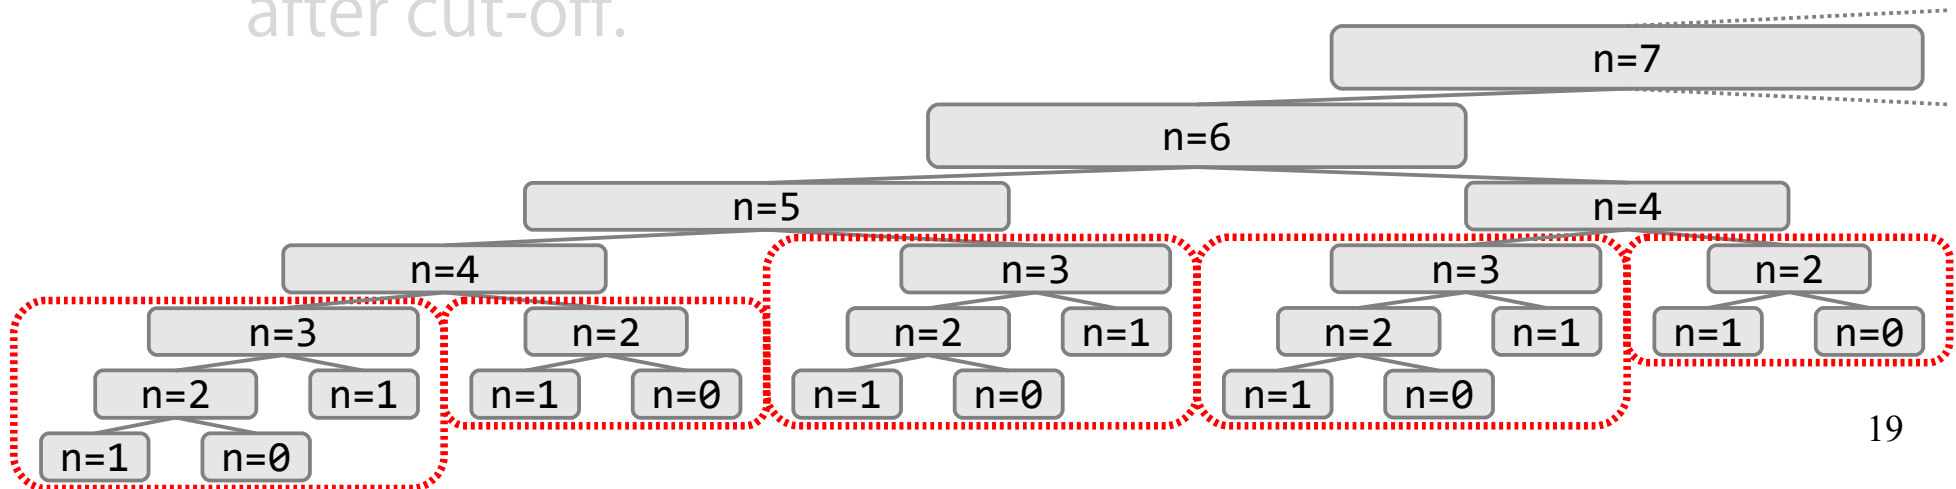 after cut-off.
n=7
n=6
n=5 n=4
n=4 n=3 n=3 n=2
n=3 n=2 n=2 n=1 n=2 n=1 n=1 n=0
n=2 n=1 n=1 n=0 n=1 n=0 n=1 n=0
n=1 n=0
19